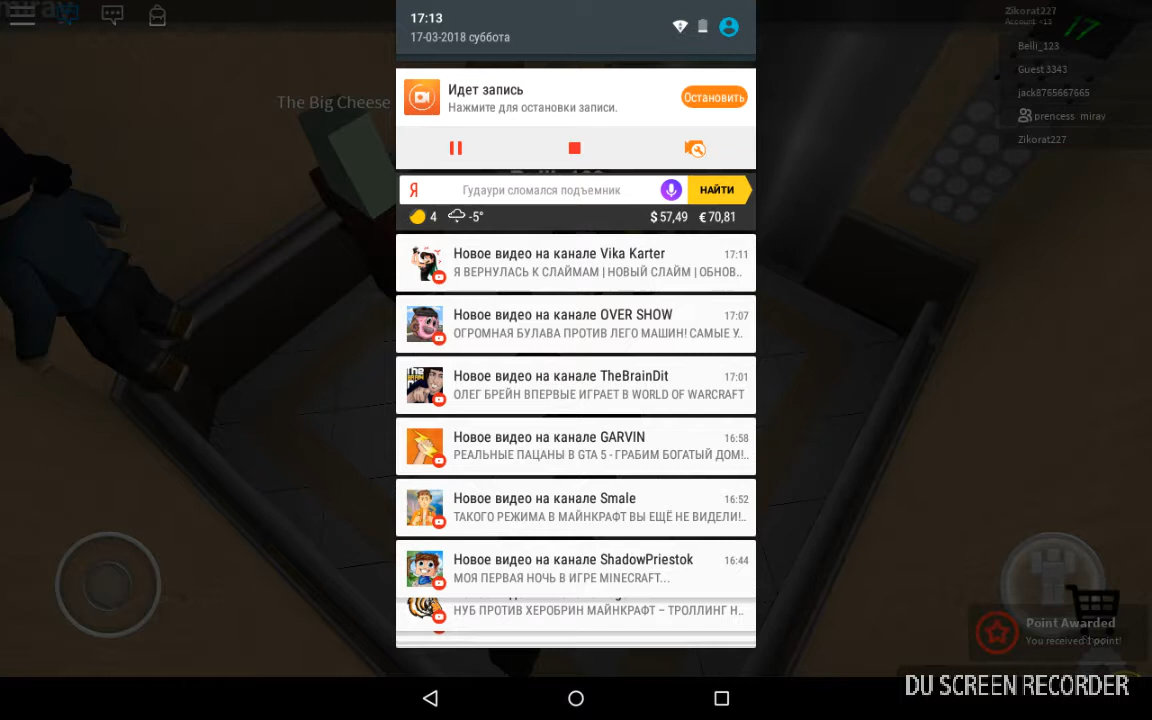 17:13
17-03-2018 суббота
Zikorat227
Account: <13
17
The Big Cheese
Belli_123
Guest 3343
jack8765667665
prencess_miray
Zikorat227
Идет запись
Нажмите для остановки записи.
Остановить
Я
Гудаури сломался подъемник
НАЙТИ
4
-5°
$ 57,49
€ 70,81
Новое видео на канале Vika Karter
17:11
Я ВЕРНУЛАСЬ К СЛАЙМАМ | НОВЫЙ СЛАЙМ | ОБНОВ..
Новое видео на канале OVER SHOW
17:07
ОГРОМНАЯ БУЛАВА ПРОТИВ ЛЕГО МАШИН! САМЫЕ У..
Новое видео на канале TheBrainDit
17:01
ОЛЕГ БРЕЙН ВПЕРВЫЕ ИГРАЕТ В WORLD OF WARCRAFT
Новое видео на канале GARVIN
16:58
РЕАЛЬНЫЕ ПАЦАНЫ В GTA 5 - ГРАБИМ БОГАТЫЙ ДОМ!..
Новое видео на канале Smale
16:52
ТАКОГО РЕЖИМА В МАЙНКРАФТ ВЫ ЕЩЁ НЕ ВИДЕЛИ!..
Новое видео на канале ShadowPriestok
16:44
МОЯ ПЕРВАЯ НОЧЬ В ИГРЕ MINECRAFT...
НУБ ПРОТИВ ХЕРОБРИН МАЙНКРАФТ – ТРОЛЛИНГ Н..
Point Awarded
You received 1 point!
DU SCREEN RECORDER